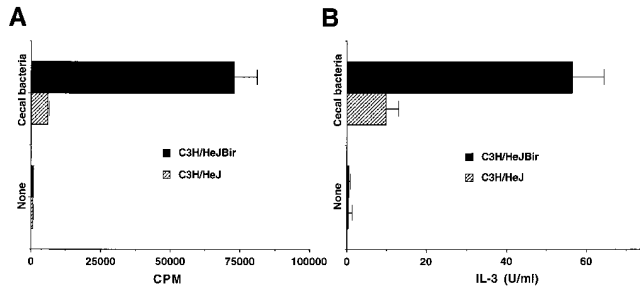 A
B
Cecal bacteria
None
C3H/HeJBir
C3H/HeJ
0
25000
50000
75000
100000
CPM
Cecal bacteria
None
C3H/HeJBir
C3H/HeJ
0
20
40
60
IL-3 (U/ml)